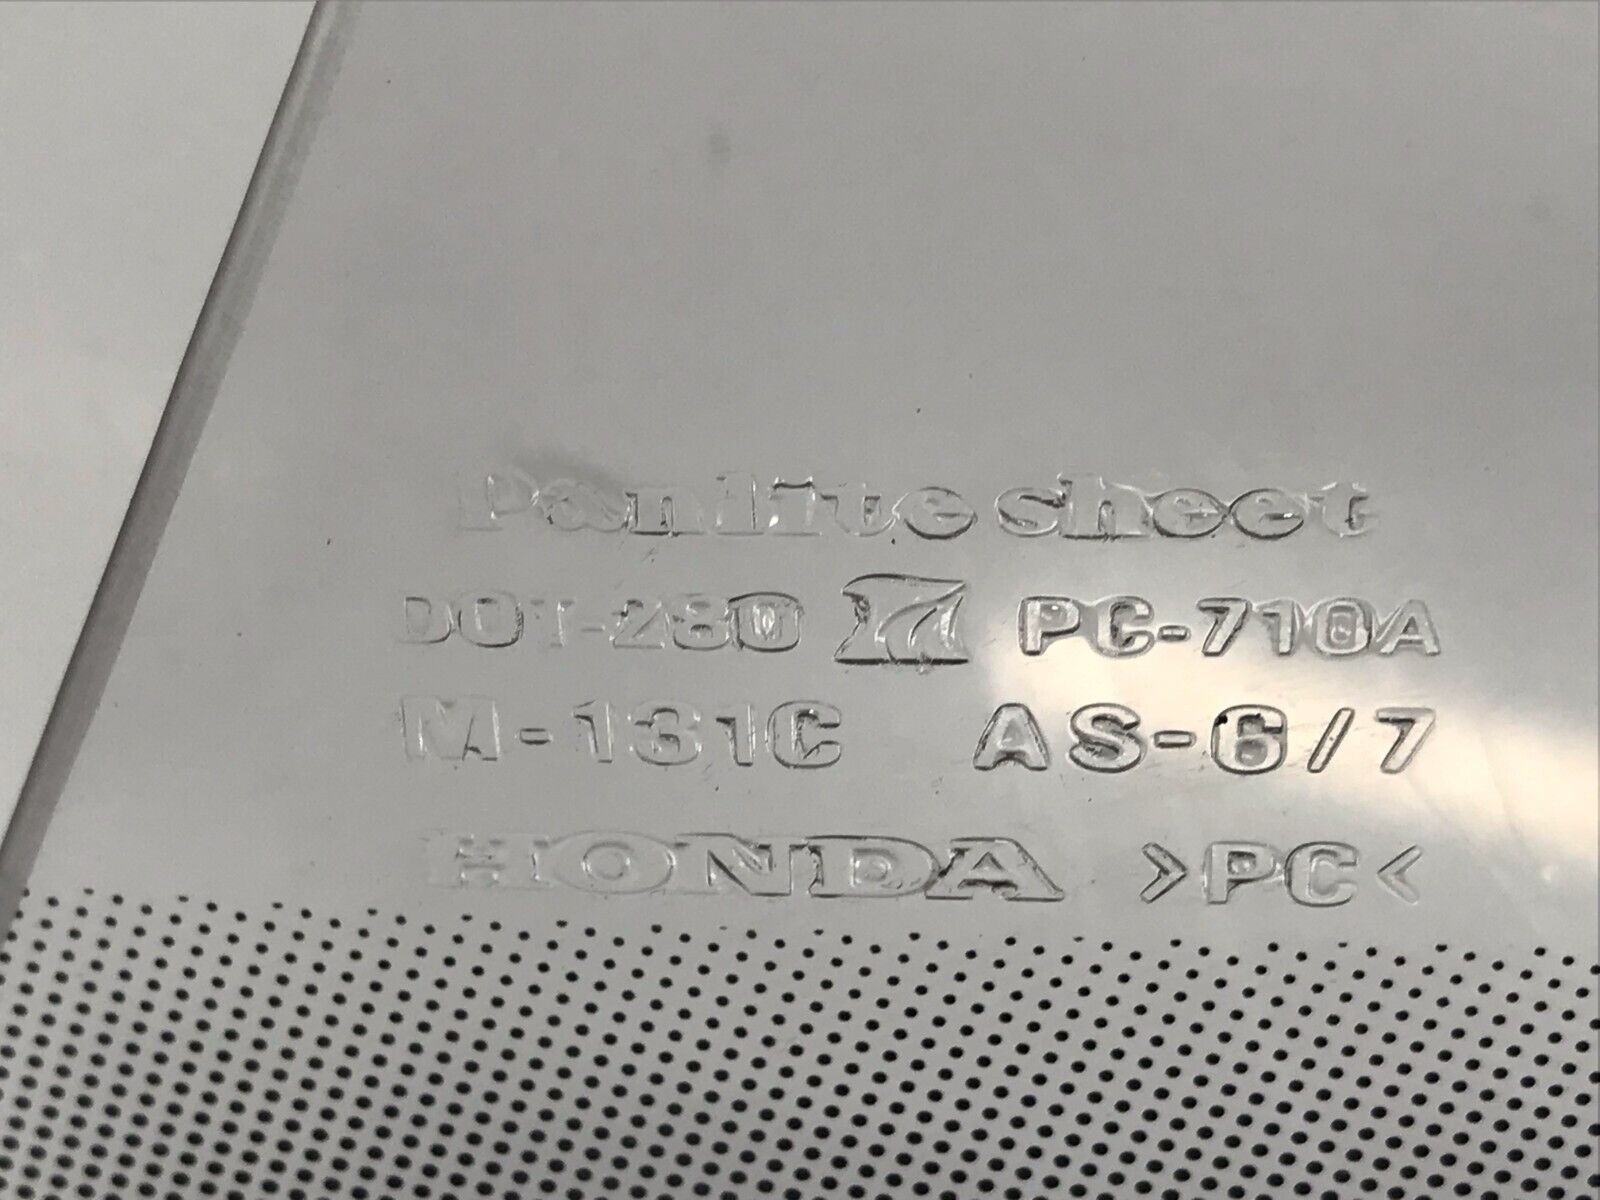 Panlite sheet
DOT-280 PC-710A
M-131C AS-6/7
HONDA >PC<